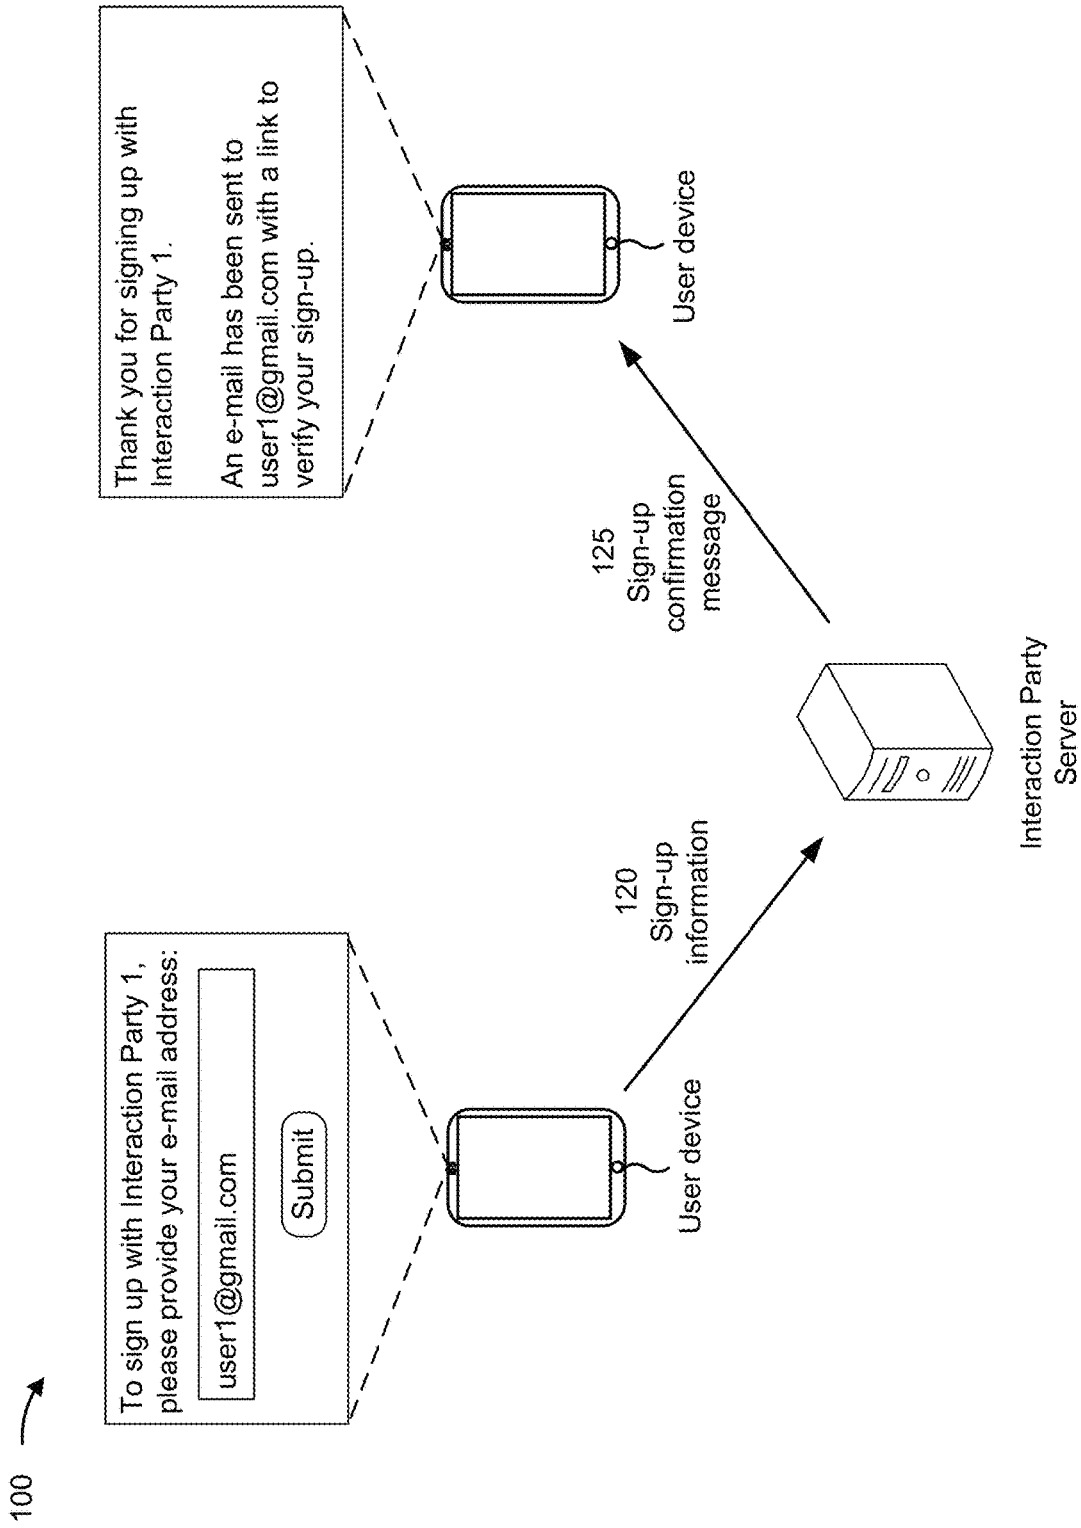 100
To sign up with Interaction Party 1,
please provide your e-mail address:
user1@gmail.com
Submit
User device
120
Sign-up
information
Interaction Party
Server
125
Sign-up
confirmation
message
Thank you for signing up with
Interaction Party 1.
An e-mail has been sent to
user1@gmail.com with a link to
verify your sign-up.
User device